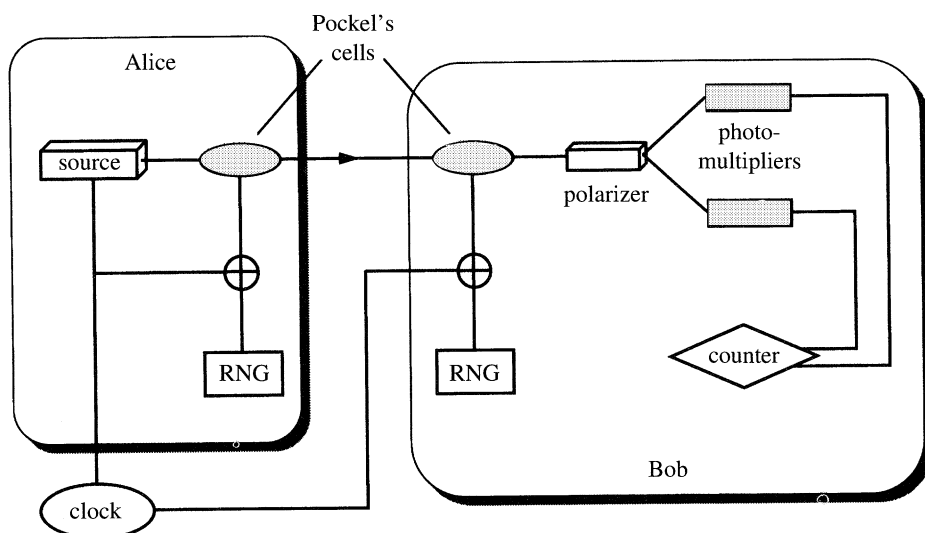 Pockel's
cells
Alice
source
RNG
clock
photo-
multipliers
polarizer
counter
RNG
Bob